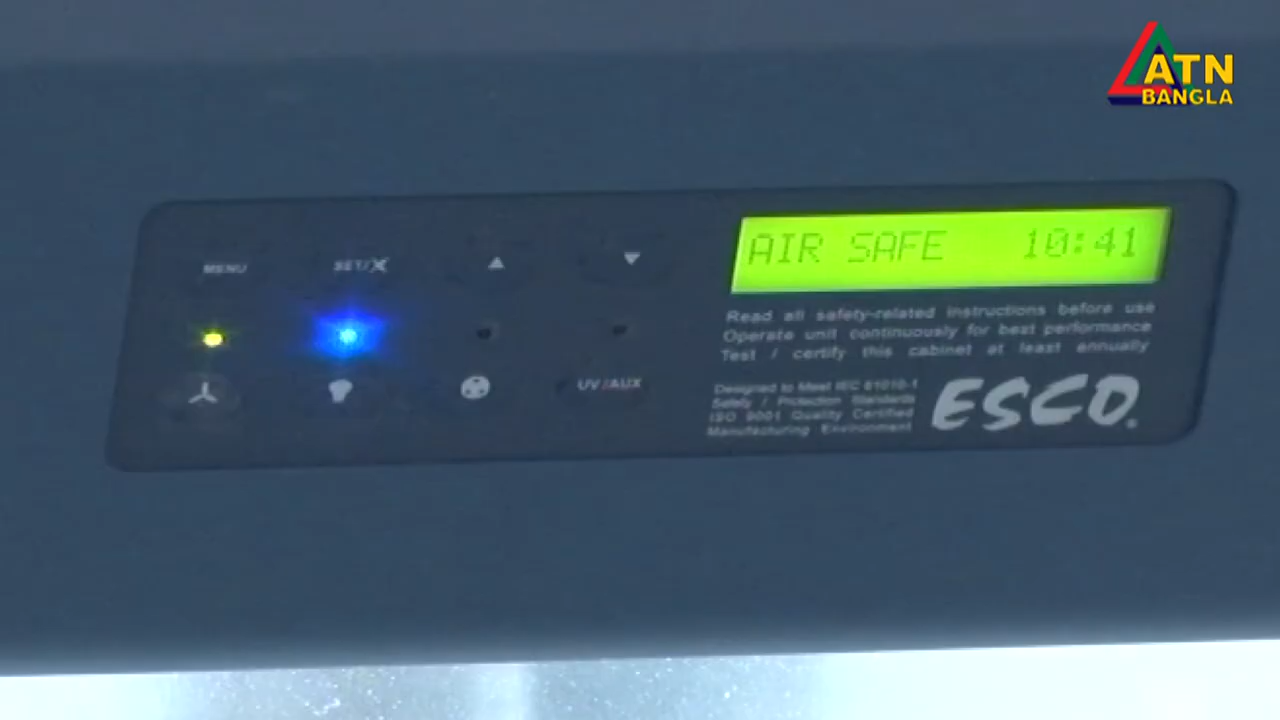 ATN
BANGLA
MENU SET/X
AIR SAFE 10:41
Read all safety-related instructions before use
Operate unit continuously for best performance
Test / certify this cabinet at least annually
UV/AUX
Designed to Meet IEC 61010-1
Safety / Protection Standards
ISO 9001 Quality Certified
Manufacturing Environment
ESCO